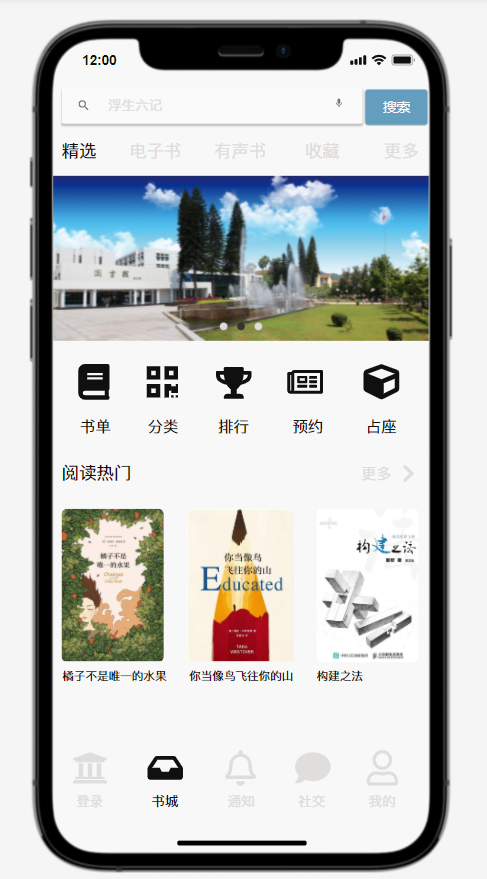 12:00
浮生六记
搜索
精选 电子书 有声书 收藏 更多
图书馆
书单 分类 排行 预约 占座
阅读热门 更多
橘子不是
唯一的水果
Oranges
你当像鸟
飞往你的山
Educated
TARA
WESTOVER
构建之法
橘子不是唯一的水果 你当像鸟飞往你的山 构建之法
登录 书城 通知 社交 我的